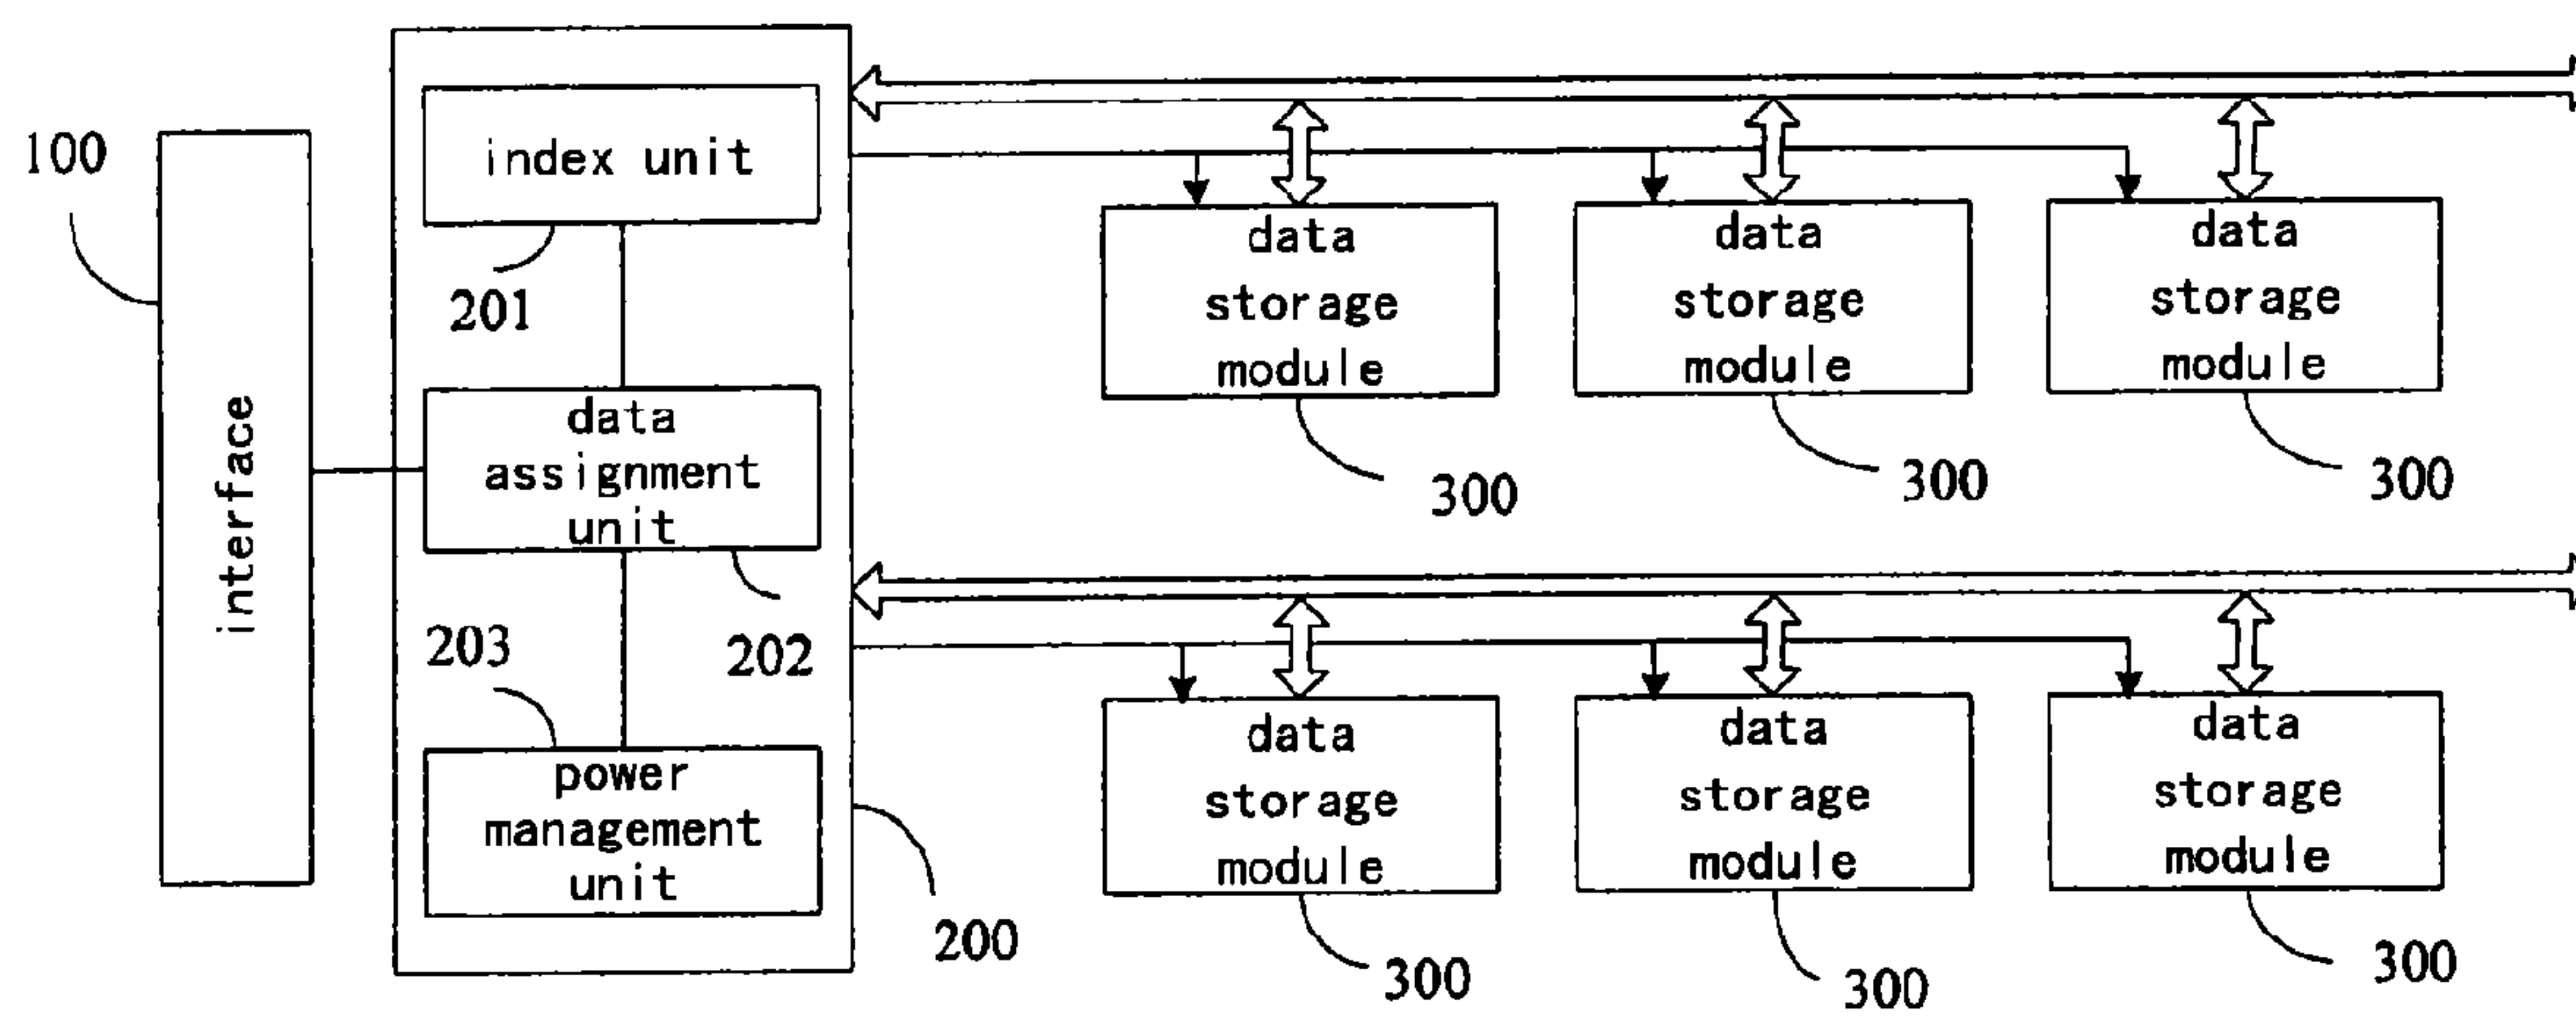 100
interface
index unit
201
data
assignment
unit
202
203
power
management
unit
200
data
storage
module
300
data
storage
module
300
data
storage
module
300
data
storage
module
300
data
storage
module
300
data
storage
module
300